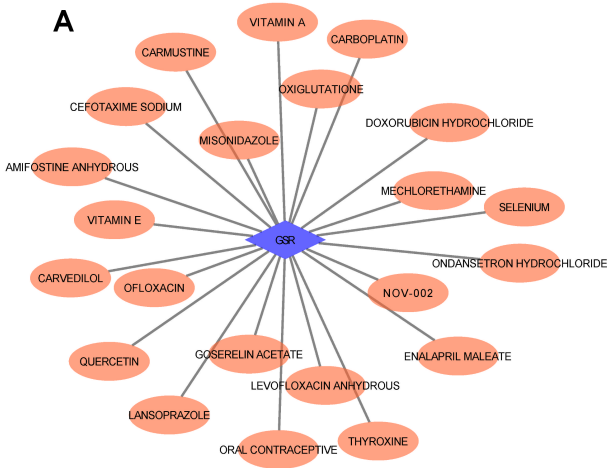 A
VITAMIN A
CARMUSTINE
CARBOPLATIN
OXIGLUTATIONE
CEFOTAXIME SODIUM
DOXORUBICIN HYDROCHLORIDE
MISONIDAZOLE
AMIFOSTINE ANHYDROUS
MECHLORETHAMINE
SELENIUM
VITAMIN E
GSR
ONDANSETRON HYDROCHLORIDE
CARVEDILOL
OFLOXACIN
NOV-002
GOSERELIN ACETATE
ENALAPRIL MALEATE
QUERCETIN
LEVOFLOXACIN ANHYDROUS
LANSOPRAZOLE
THYROXINE
ORAL CONTRACEPTIVE